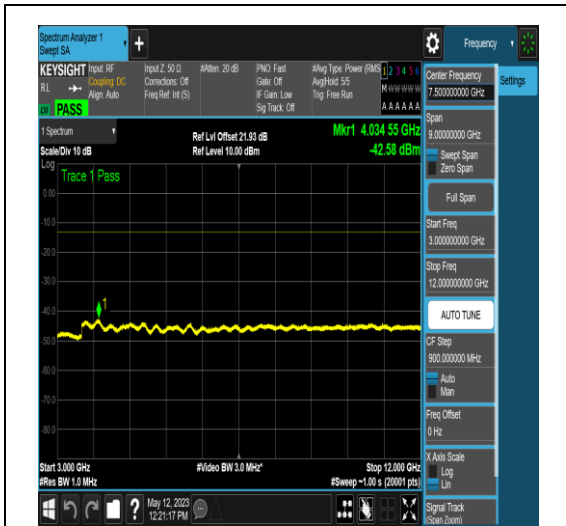 Spectrum Analyzer 1
Swept SA
Frequency
KEYSIGHT
Input: RF
Coupling: DC
Align: Auto
Input Z: 50 Ω
Corrections: Off
Freq Ref: Int (S)
#Atten: 20 dB
PNO: Fast
Gate: Off
IF Gain: Low
Sig Track: Off
#Avg Type: Power (RMS
Avg|Hold: 5/5
Trig: Free Run
1 2 3 4 5 6
M W W W W W
A A A A A A
R L
PASS
Center Frequency
7.500000000 GHz
Settings
Span
9.00000000 GHz
Swept Span
Zero Span
Full Span
Start Freq
3.000000000 GHz
Stop Freq
12.000000000 GHz
AUTO TUNE
CF Step
900.000000 MHz
Auto
Man
Freq Offset
0 Hz
X Axis Scale
Log
Lin
Signal Track
(Span Zoom)
1 Spectrum
Scale/Div 10 dB
Ref Lvl Offset 21.93 dB
Ref Level 10.00 dBm
Mkr1 4.034 55 GHz
-42.58 dBm
Log
Trace 1 Pass
0.00
-10.0
-20.0
-30.0
-40.0
-50.0
-60.0
-70.0
-80.0
1
Start 3.000 GHz
#Res BW 1.0 MHz
#Video BW 3.0 MHz*
Stop 12.000 GHz
#Sweep ~1.00 s (20001 pts)
?
May 12, 2023
12:21:17 PM